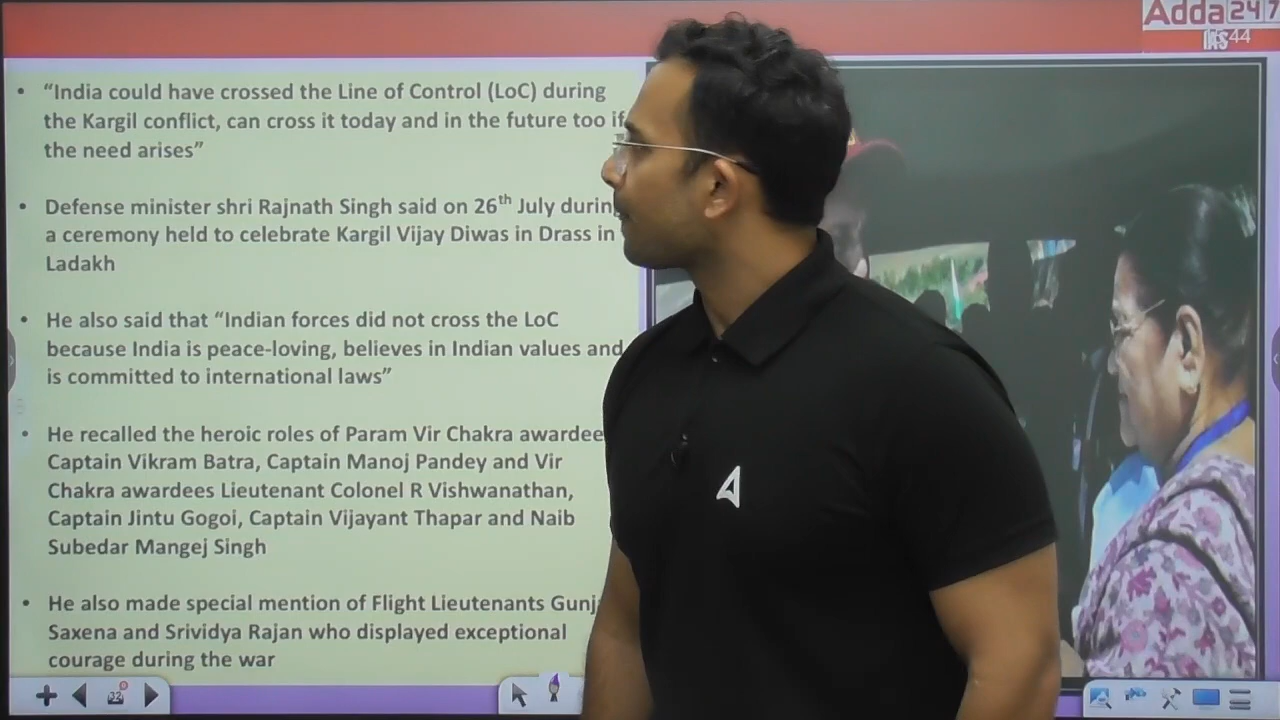 Adda 247
IAS 44
• “India could have crossed the Line of Control (LoC) during
the Kargil conflict, can cross it today and in the future too if
the need arises”
• Defense minister shri Rajnath Singh said on 26th July
a ceremony held to celebrate Kargil Vijay Diwas in Drass in
Ladakh
• He also said that “Indian forces did not cross the LoC
because India is peace-loving, believes in Indian values and
is committed to international laws”
• He recalled the heroic roles of Param Vir Chakra
Captain Vikram Batra, Captain Manoj Pandey and Vir
Chakra awardees Lieutenant Colonel R Vishwanathan,
Captain Jintu Gogoi, Captain Vijayant Thapar and Naib
Subedar Mangej Singh
• He also made special mention of Flight Lieutenants
Saxena and Srividya Rajan who displayed exceptional
courage during the war
32